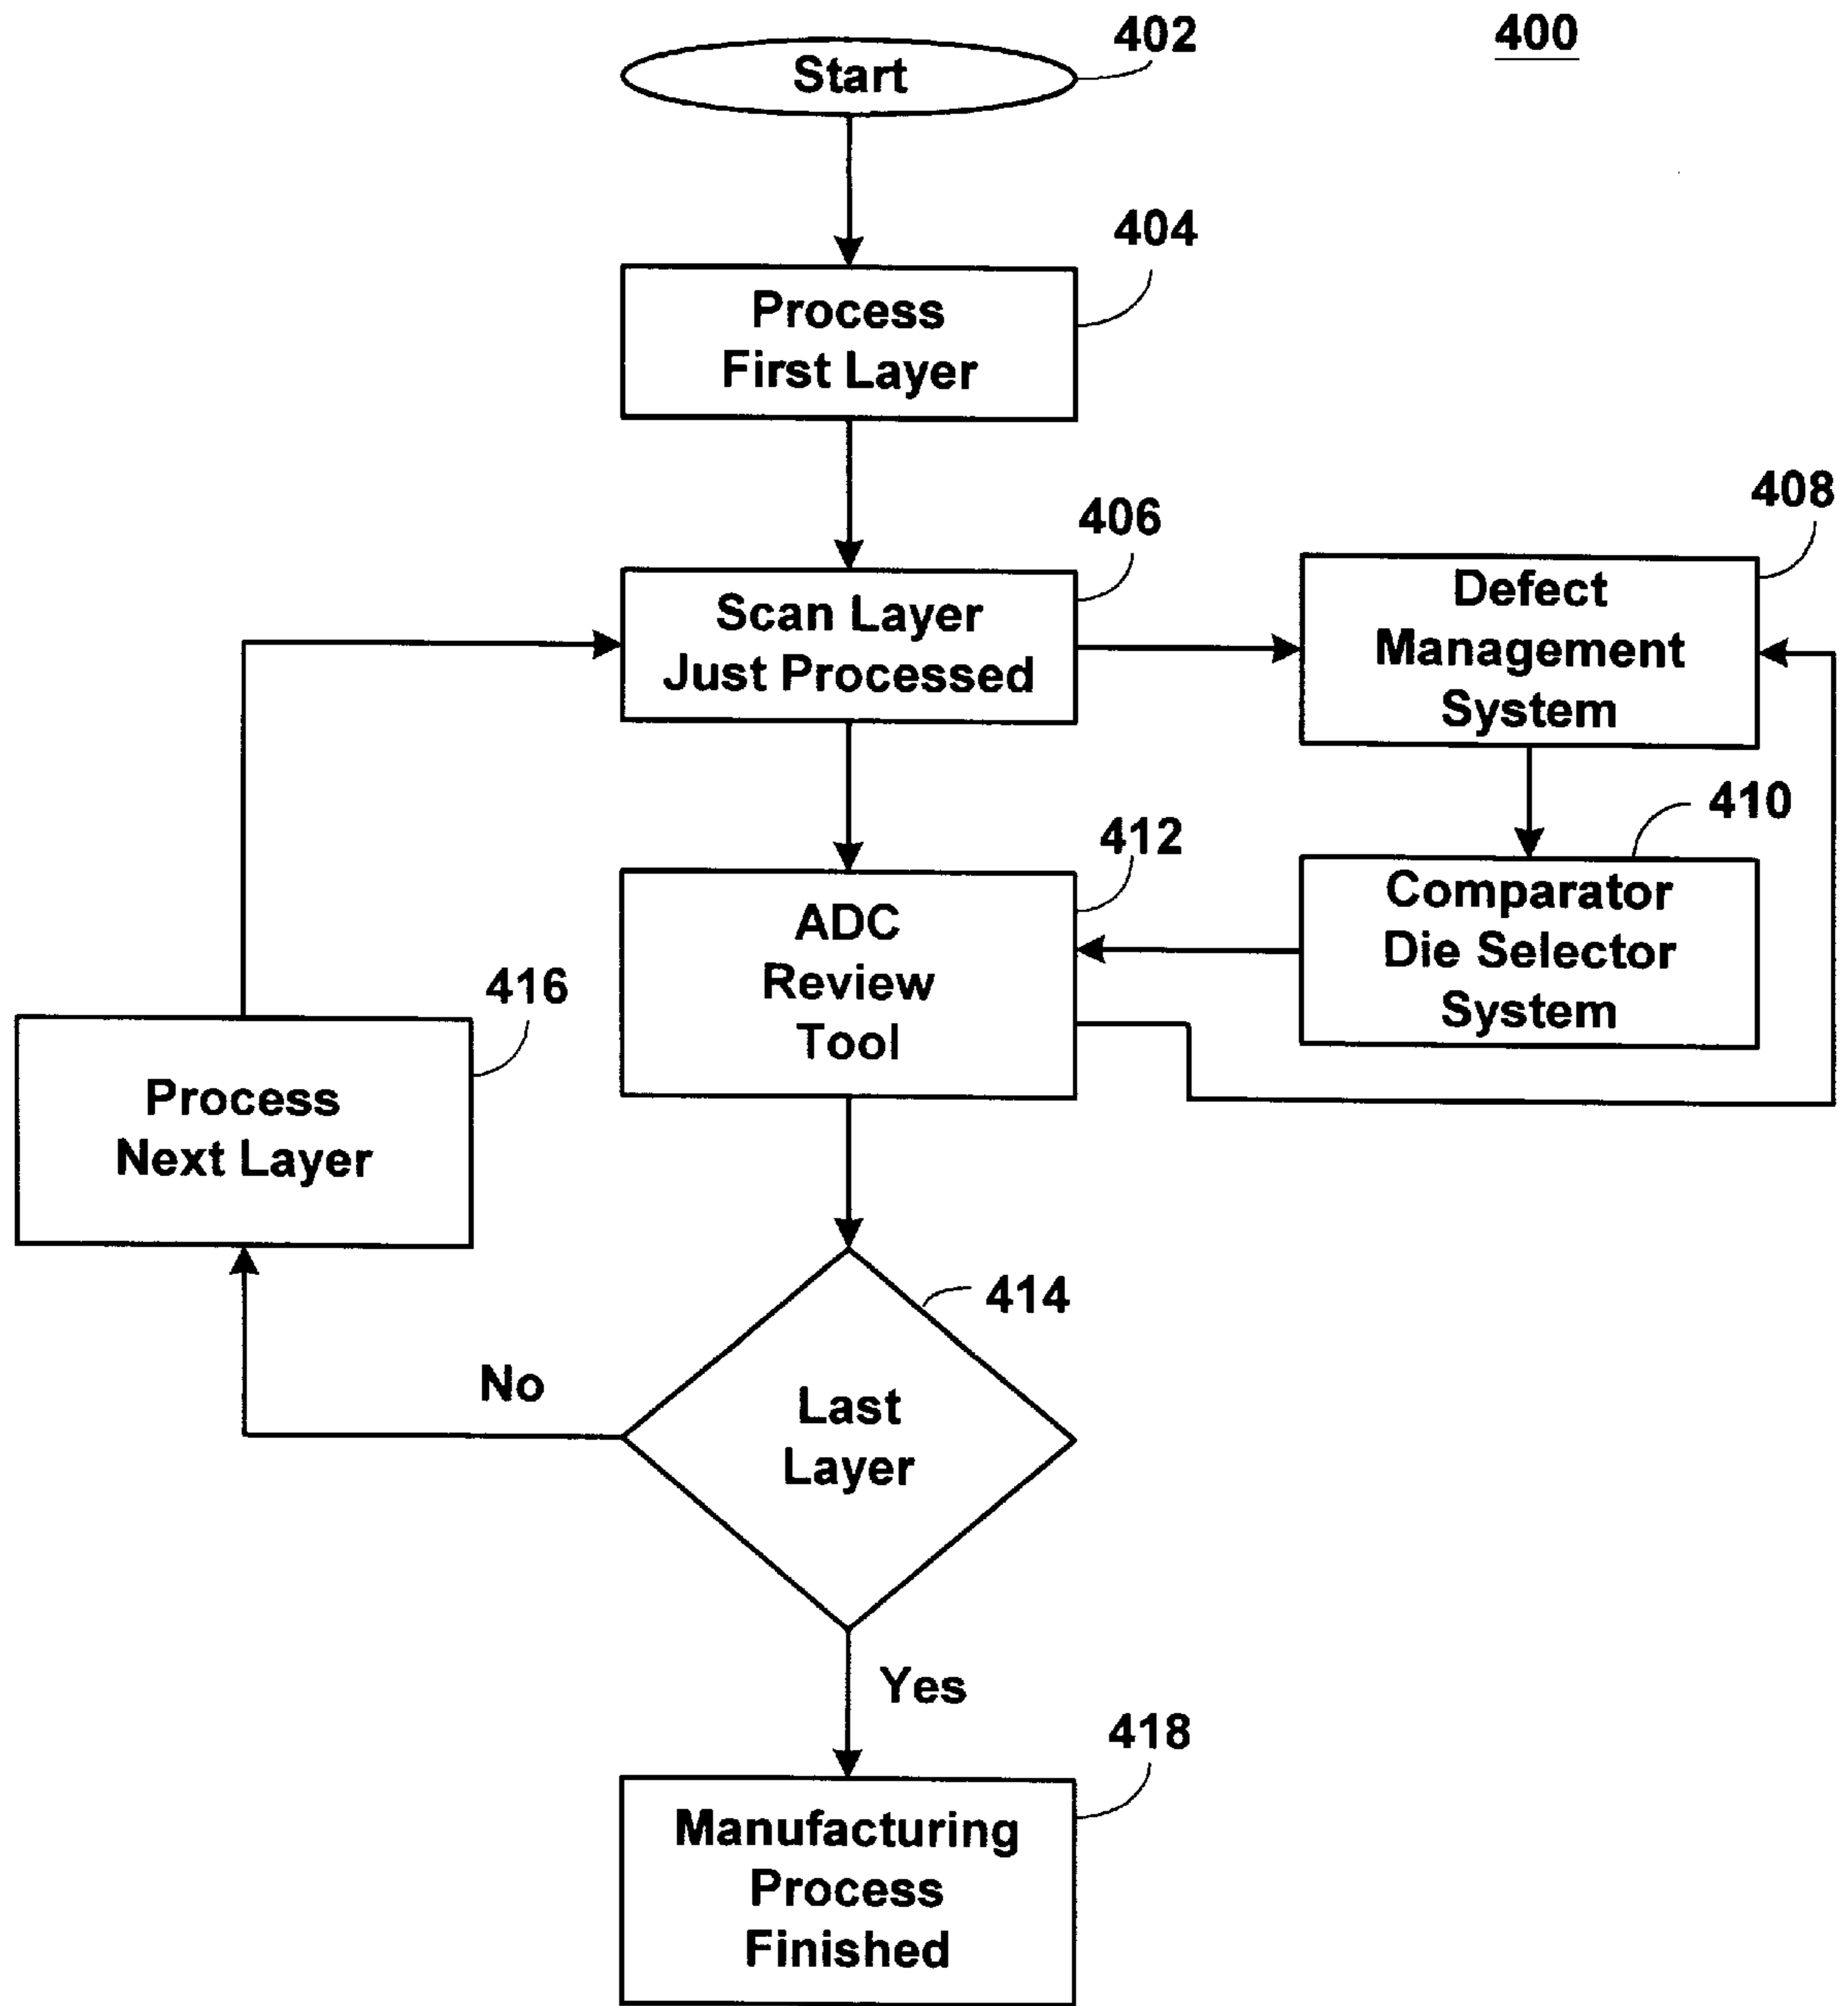 400
402
Start
404
Process
First Layer
406
Scan Layer
Just Processed
408
Defect
Management
System
410
Comparator
Die Selector
System
412
ADC
Review
Tool
416
Process
Next Layer
414
Last
Layer
No
Yes
418
Manufacturing
Process
Finished